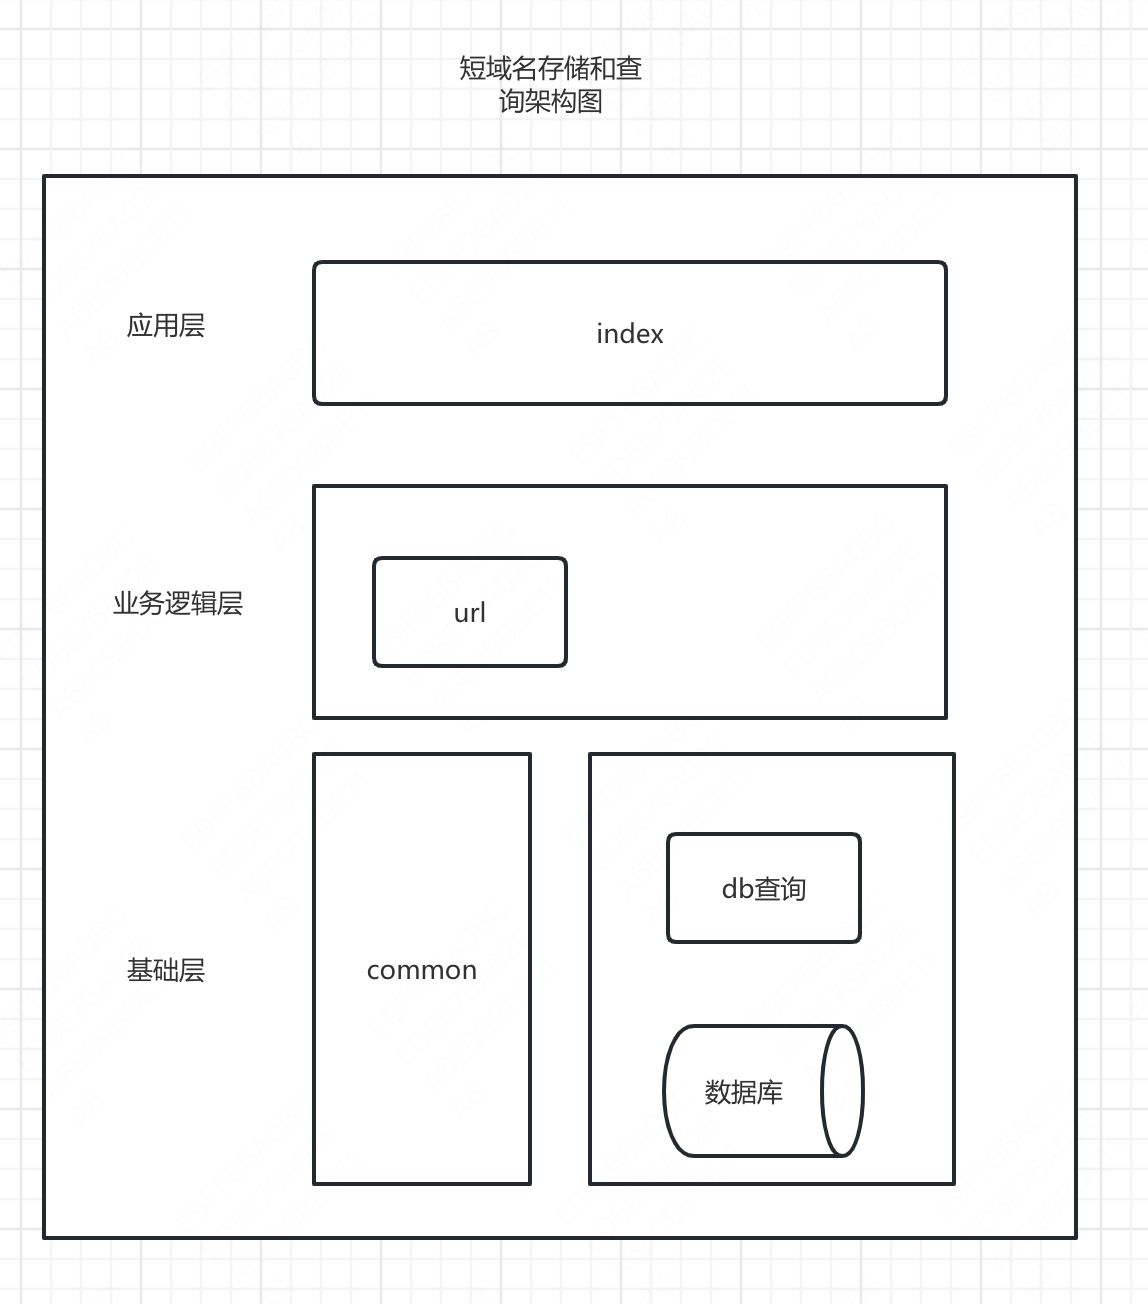 短域名存储和查
询架构图
应用层
index
业务逻辑层
url
基础层
common
db查询
数据库